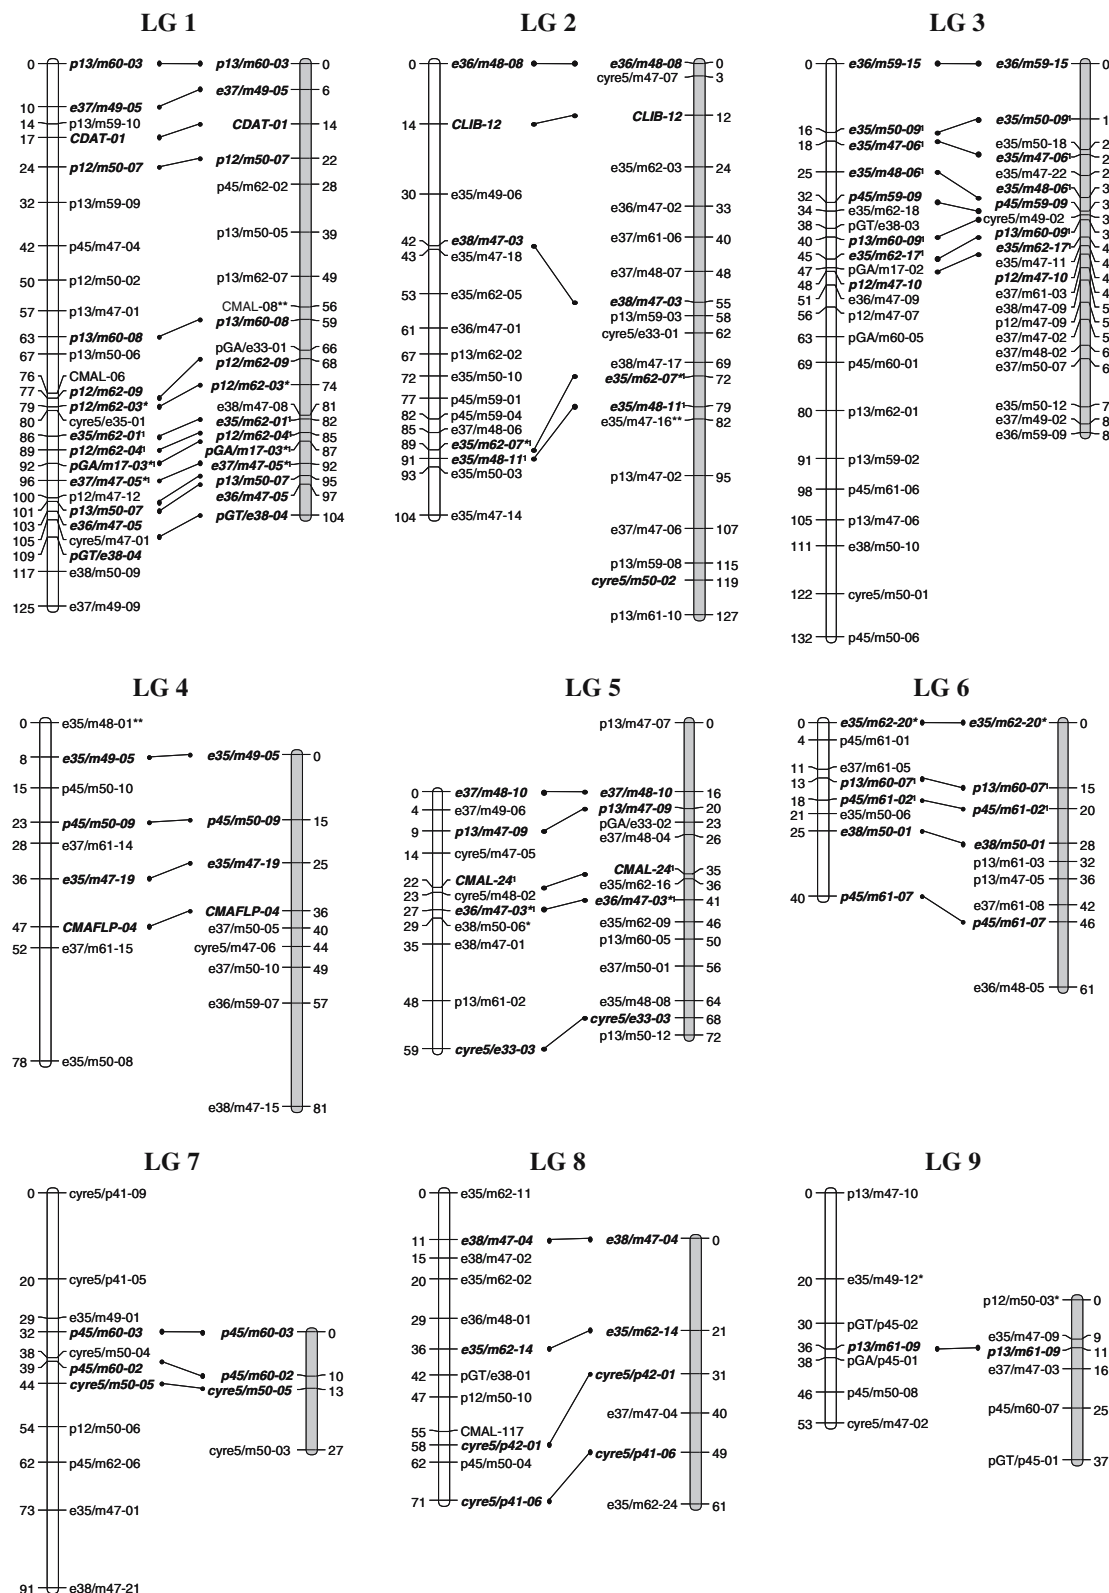 LG 1
0 p13/m60-03
10 e37/m49-05
14 p13/m59-10
17 CDAT-01
24 p12/m50-07
32 p13/m59-09
42 p45/m47-04
50 p12/m50-02
57 p13/m47-01
63 p13/m60-08
67 p13/m50-06
76 CMAL-06
77 p12/m62-09
79 p12/m62-03*
80 cyre5/e35-01
86 e35/m62-01¹
89 p12/m62-04¹
92 pGA/m17-03*¹
96 e37/m47-05*¹
100 p12/m47-12
101 p13/m50-07
103 e36/m47-05
105 cyre5/m47-01
109 pGT/e38-04
117 e38/m50-09
125 e37/m49-09
p13/m60-03 0
e37/m49-05 6
CDAT-01 14
p12/m50-07 22
p45/m62-02 28
p13/m50-05 39
p13/m62-07 49
CMAL-08** 56
p13/m60-08 59
pGA/e33-01 66
p12/m62-09 68
p12/m62-03* 74
e38/m47-08 81
e35/m62-01¹ 82
p12/m62-04¹ 85
pGA/m17-03*¹ 87
e37/m47-05*¹ 92
p13/m50-07 95
e36/m47-05 97
pGT/e38-04 104
LG 2
0 e36/m48-08
14 CLIB-12
30 e35/m49-06
42 e38/m47-03
43 e35/m47-18
53 e35/m62-05
61 e36/m47-01
67 p13/m62-02
72 e35/m50-10
77 p45/m59-01
82 p45/m59-04
85 e37/m48-06
89 e35/m62-07*¹
91 e35/m48-11¹
93 e35/m50-03
104 e35/m47-14
e36/m48-08 0
cyre5/m47-07 3
CLIB-12 12
e35/m62-03 24
e36/m47-02 33
e37/m61-06 40
e37/m48-07 48
e38/m47-03 55
p13/m59-03 58
cyre5/e33-01 62
e38/m47-17 69
e35/m62-07*¹ 72
e35/m48-11¹ 79
e35/m47-16** 82
p13/m47-02 95
e37/m47-06 107
p13/m59-08 115
cyre5/m50-02 119
p13/m61-10 127
LG 3
0 e36/m59-15
16 e35/m50-09¹
18 e35/m47-06¹
25 e35/m48-06¹
32 p45/m59-09
34 e35/m62-18
38 pGT/e38-03
40 p13/m60-09¹
45 e35/m62-17¹
47 pGA/m17-02
48 p12/m47-10
51 e36/m47-09
56 p12/m47-07
63 pGA/m60-05
69 p45/m60-01
80 p13/m62-01
91 p13/m59-02
98 p45/m61-06
105 p13/m47-06
111 e38/m50-10
122 cyre5/m50-01
132 p45/m50-06
e36/m59-15 0
e35/m50-09¹
e35/m50-18
e35/m47-06¹
e35/m47-22
e35/m48-06¹
p45/m59-09
cyre5/m49-02
p13/m60-09¹
e35/m62-17¹
e35/m47-11
p12/m47-10
e37/m61-03
e38/m47-09
p12/m47-09
e37/m47-02
e37/m48-02
e37/m50-07
e35/m50-12
e37/m49-02
e36/m59-09
LG 4
0 e35/m48-01**
8 e35/m49-05
15 p45/m50-10
23 p45/m50-09
28 e37/m61-14
36 e35/m47-19
47 CMAFLP-04
52 e37/m61-15
78 e35/m50-08
e35/m49-05 0
p45/m50-09 15
e35/m47-19 25
CMAFLP-04 36
e37/m50-05 40
cyre5/m47-06 44
e37/m50-10 49
e36/m59-07 57
e38/m47-15 81
LG 5
0 e37/m48-10
4 e37/m49-06
9 p13/m47-09
14 cyre5/m47-05
22 CMAL-24¹
23 cyre5/m48-02
27 e36/m47-03*¹
29 e38/m50-06*
35 e38/m47-01
48 p13/m61-02
59 cyre5/e33-03
p13/m47-07 0
e37/m48-10 16
p13/m47-09 20
pGA/e33-02 23
e37/m48-04 26
CMAL-24¹ 35
e35/m62-16 36
e36/m47-03*¹ 41
e35/m62-09 46
p13/m60-05 50
e37/m50-01 56
e35/m48-08 64
cyre5/e33-03 68
p13/m50-12 72
LG 6
0 e35/m62-20*
4 p45/m61-01
11 e37/m61-05
13 p13/m60-07¹
18 p45/m61-02¹
21 e35/m50-06
25 e38/m50-01
40 p45/m61-07
e35/m62-20* 0
p13/m60-07¹ 15
p45/m61-02¹ 20
e38/m50-01 28
p13/m61-03 32
p13/m47-05 36
e37/m61-08 42
p45/m61-07 46
e36/m48-05 61
LG 7
0 cyre5/p41-09
20 cyre5/p41-05
29 e35/m49-01
32 p45/m60-03
38 cyre5/m50-04
39 p45/m60-02
44 cyre5/m50-05
54 p12/m50-06
62 p45/m62-06
73 e35/m47-01
91 e38/m47-21
p45/m60-03 0
p45/m60-02 10
cyre5/m50-05 13
cyre5/m50-03 27
LG 8
0 e35/m62-11
11 e38/m47-04
15 e38/m47-02
20 e35/m62-02
29 e36/m48-01
36 e35/m62-14
42 pGT/e38-01
47 p12/m50-10
55 CMAL-117
58 cyre5/p42-01
62 p45/m50-04
71 cyre5/p41-06
e38/m47-04 0
e35/m62-14 21
cyre5/p42-01 31
e37/m47-04 40
cyre5/p41-06 49
e35/m62-24 61
LG 9
0 p13/m47-10
20 e35/m49-12*
30 pGT/p45-02
36 p13/m61-09
38 pGA/p45-01
46 p45/m50-08
53 cyre5/m47-02
p12/m50-03* 0
e35/m47-09 9
p13/m61-09 11
e37/m47-03 16
p45/m60-07 25
pGT/p45-01 37